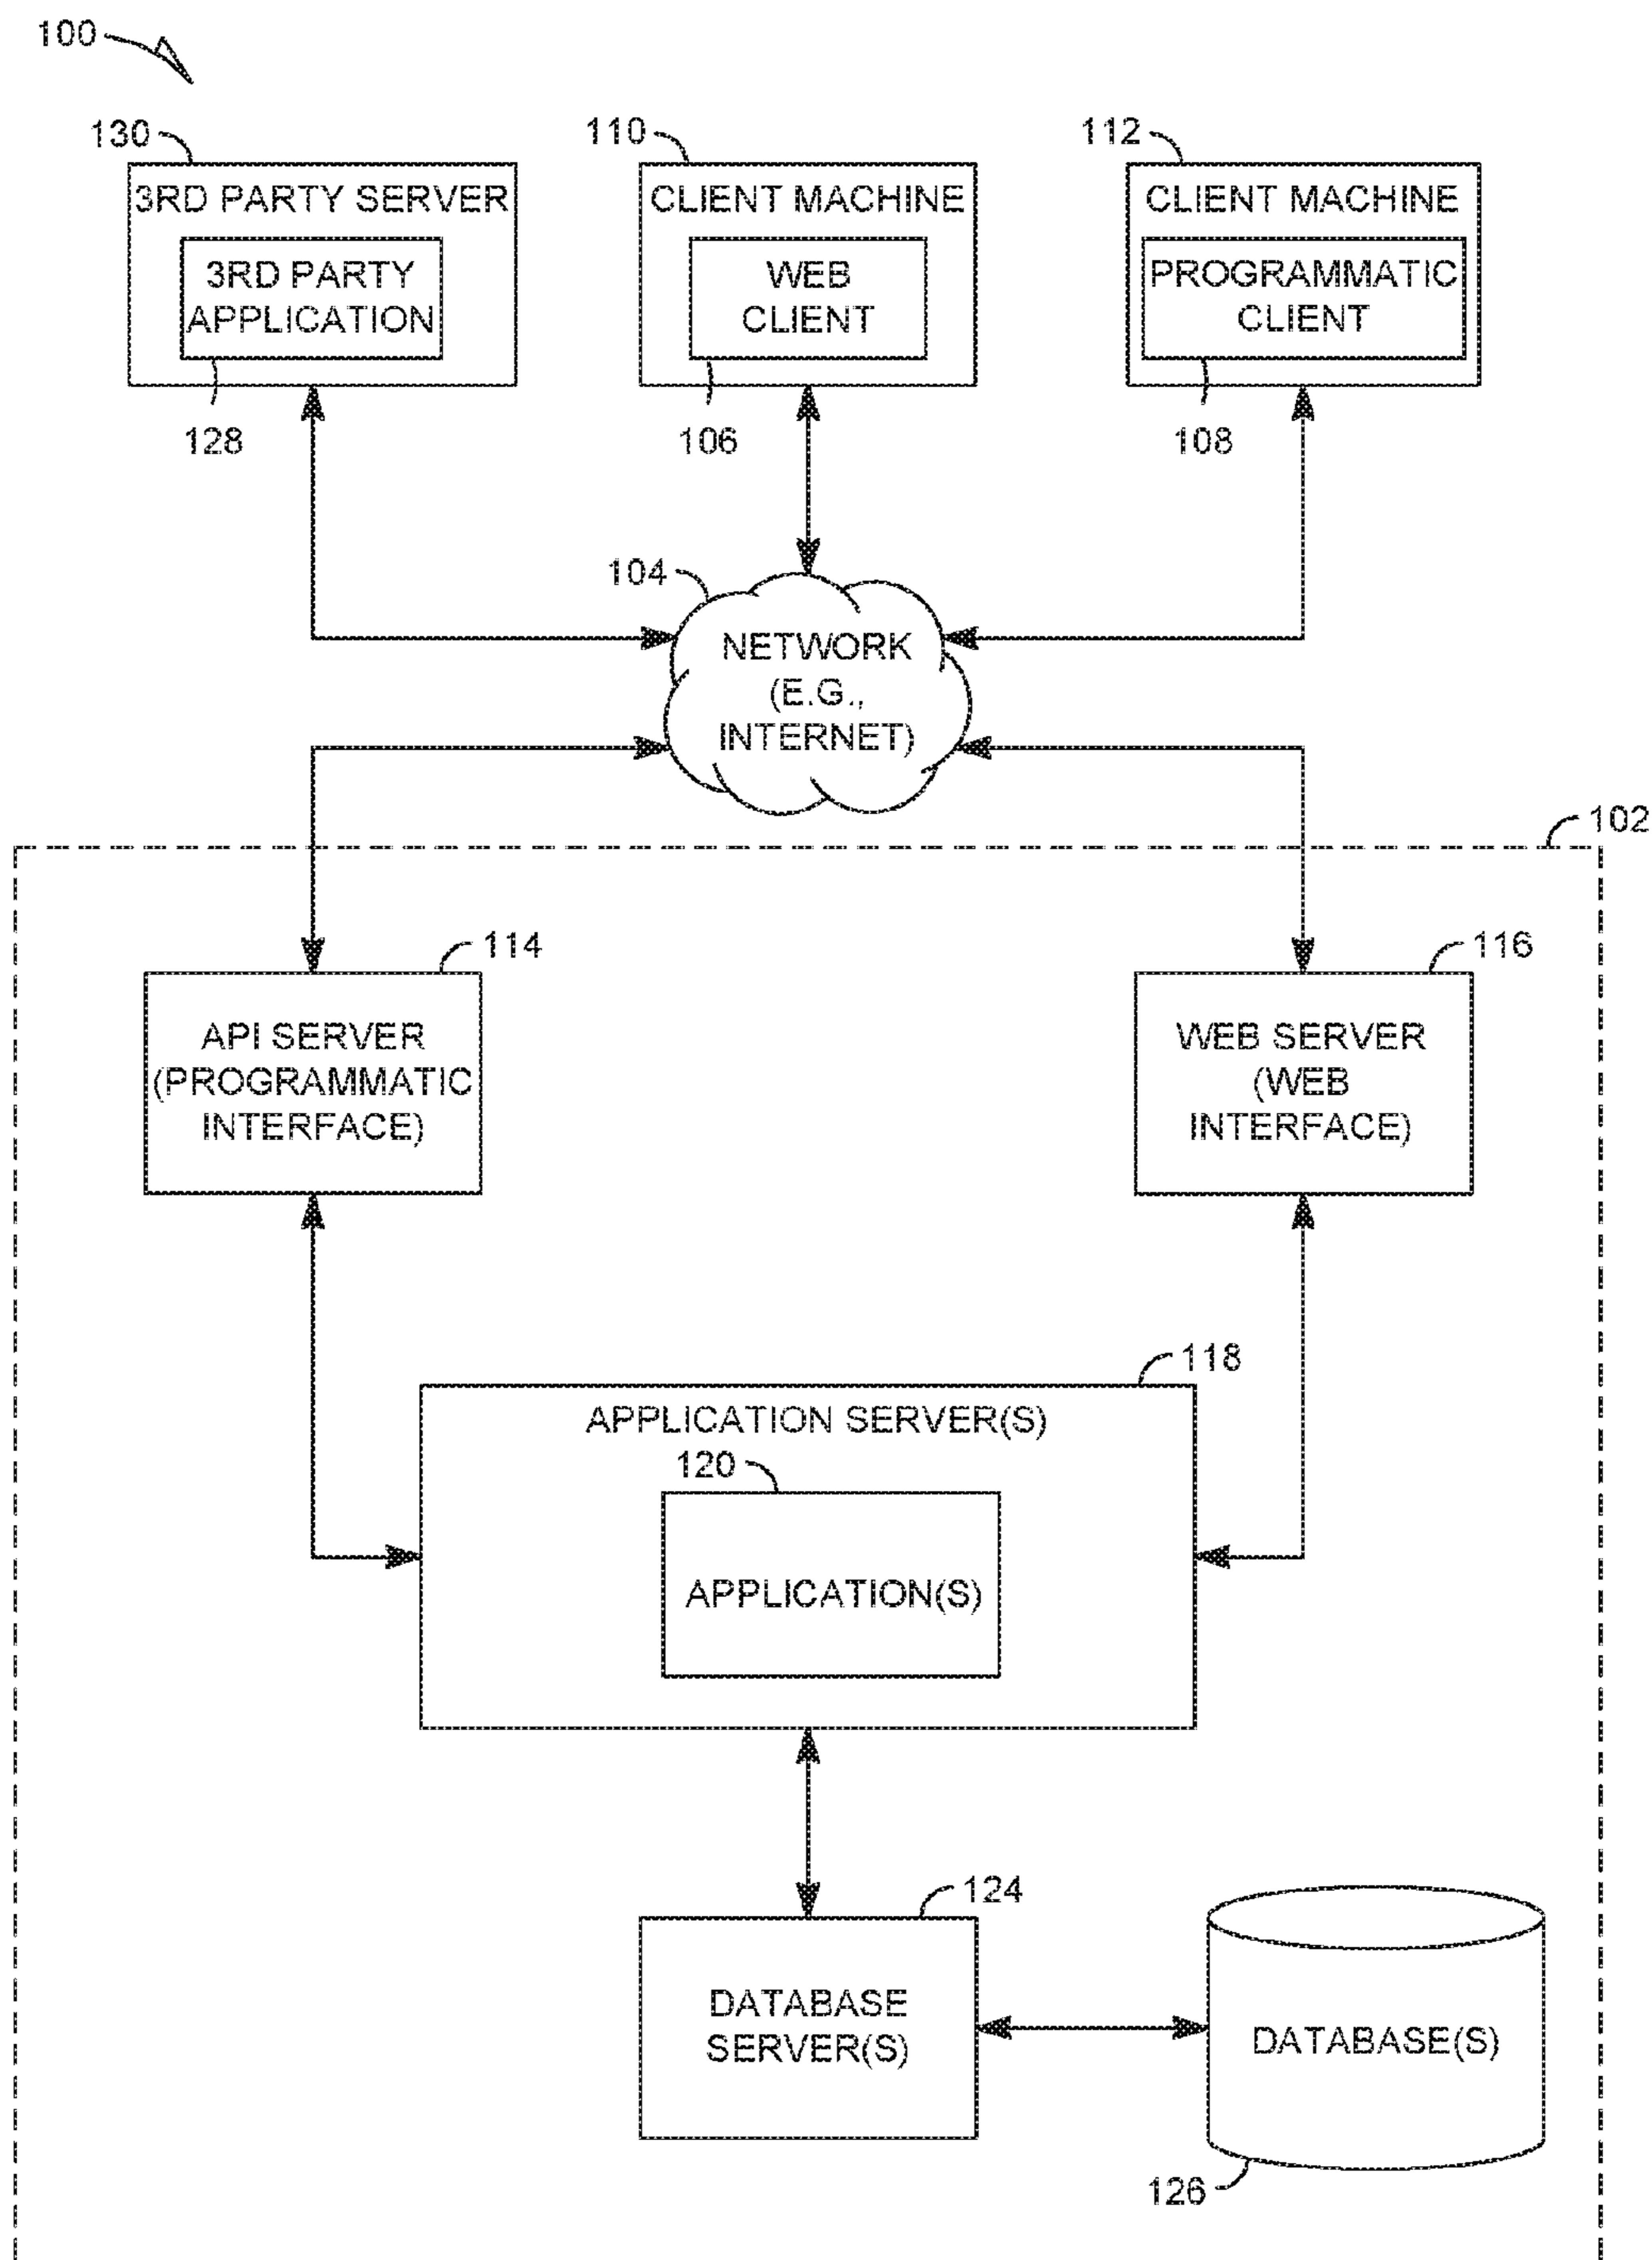 100
130
110
112
3RD PARTY SERVER
CLIENT MACHINE
CLIENT MACHINE
3RD PARTY
APPLICATION
WEB
CLIENT
PROGRAMMATIC
CLIENT
128
106
108
104
NETWORK
(E.G.,
INTERNET)
102
114
116
API SERVER
(PROGRAMMATIC
INTERFACE)
WEB SERVER
(WEB
INTERFACE)
118
APPLICATION SERVER(S)
120
APPLICATION(S)
124
DATABASE
SERVER(S)
DATABASE(S)
126